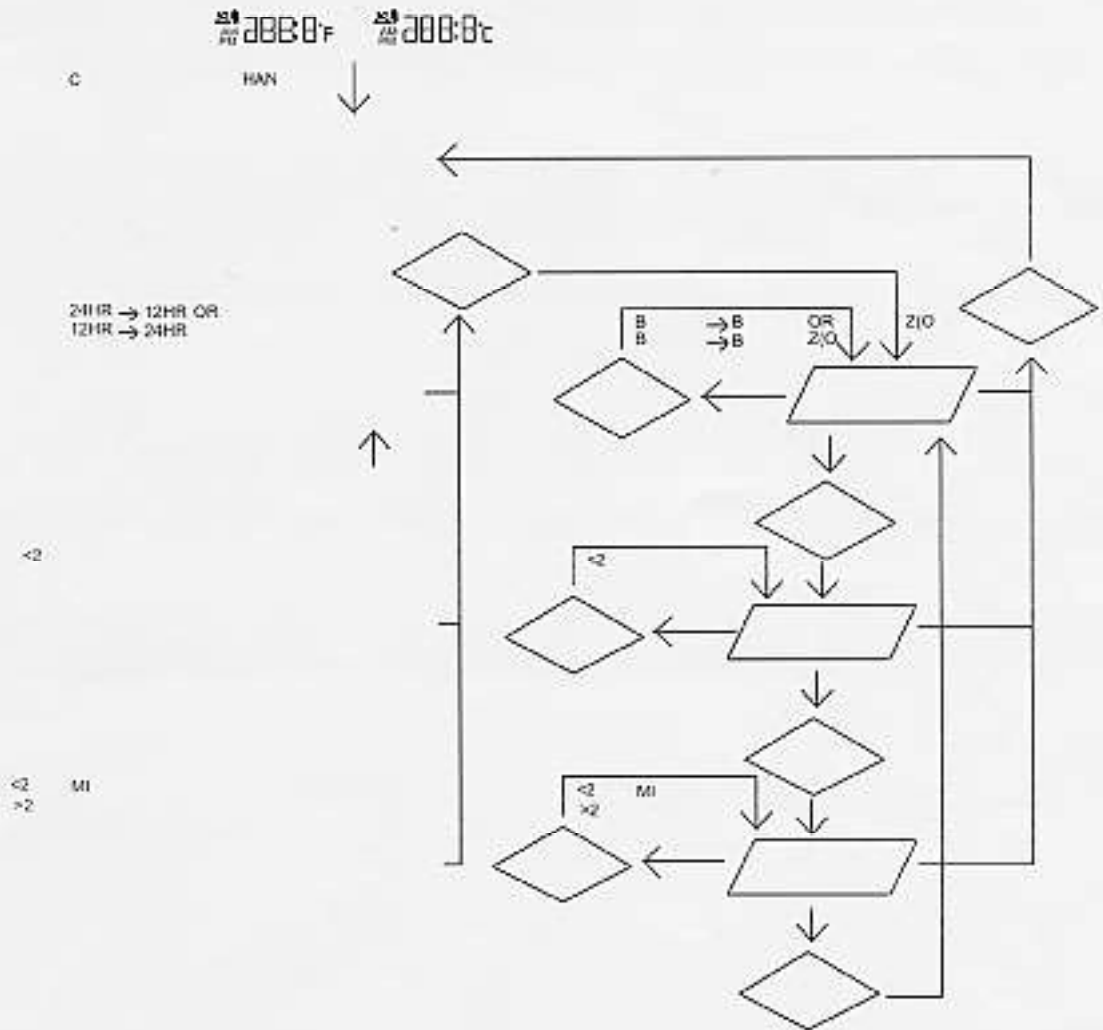 C HAN
24HR → 12HR OR
12HR → 24HR
B → B OR Z|O
B → B Z|O
<2
<2
<2 MI
>2
<2 MI
>2